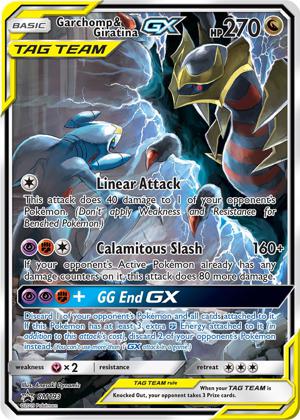 BASIC
Garchomp & Giratina GX
HP 270
TAG TEAM
Linear Attack
This attack does 40 damage to 1 of your opponent's
Pokémon. (Don't apply Weakness and Resistance for
Benched Pokémon.)
Calamitous Slash 160+
If your opponent's Active Pokémon already has any
damage counters on it, this attack does 80 more damage.
+ GG End GX
Discard 1 of your opponent's Pokémon and all cards attached to it.
If this Pokémon has at least 3 extra Energy attached to it (in
addition to this attack's cost), discard 2 of your opponent's Pokémon
instead. (You can't use more than 1 GX attack in a game.)
weakness × 2 resistance retreat
TAG TEAM rule
When your TAG TEAM is
Knocked Out, your opponent takes 3 Prize cards.